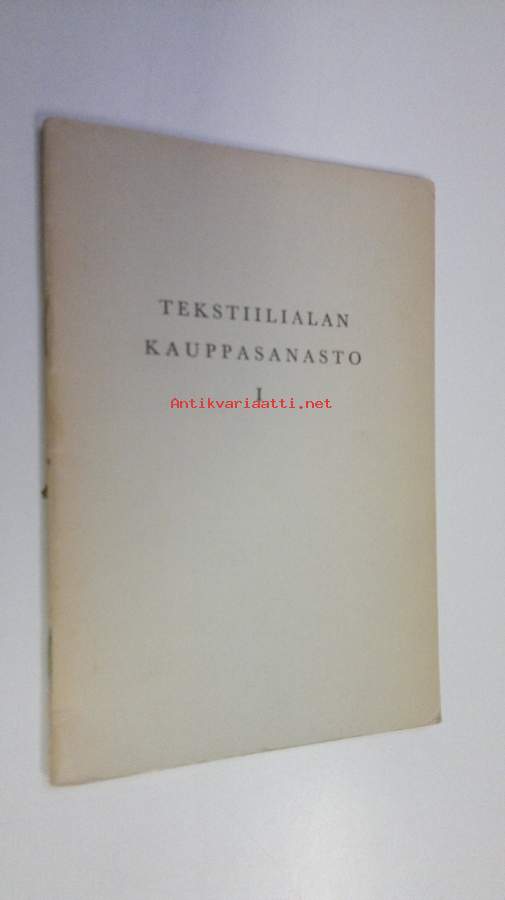 TEKSTIILIALAN
KAUPPASANASTO
I
Antikvariaatti.net